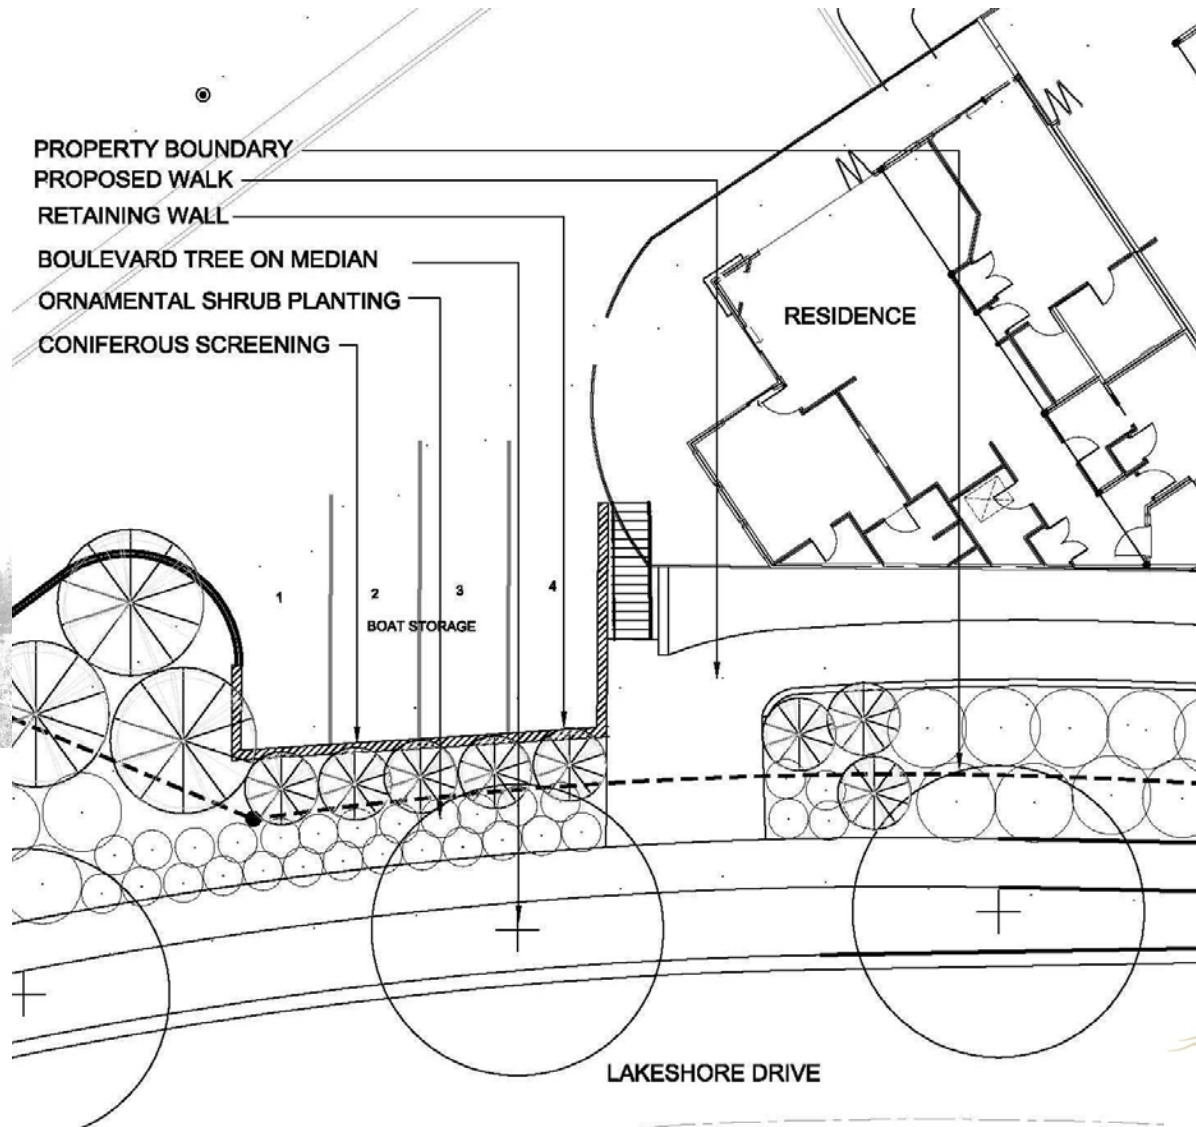 PROPERTY BOUNDARY
PROPOSED WALK
RETAINING WALL
BOULEVARD TREE ON MEDIAN
ORNAMENTAL SHRUB PLANTING
CONIFEROUS SCREENING
RESIDENCE
1 2 3 4
BOAT STORAGE
LAKESHORE DRIVE